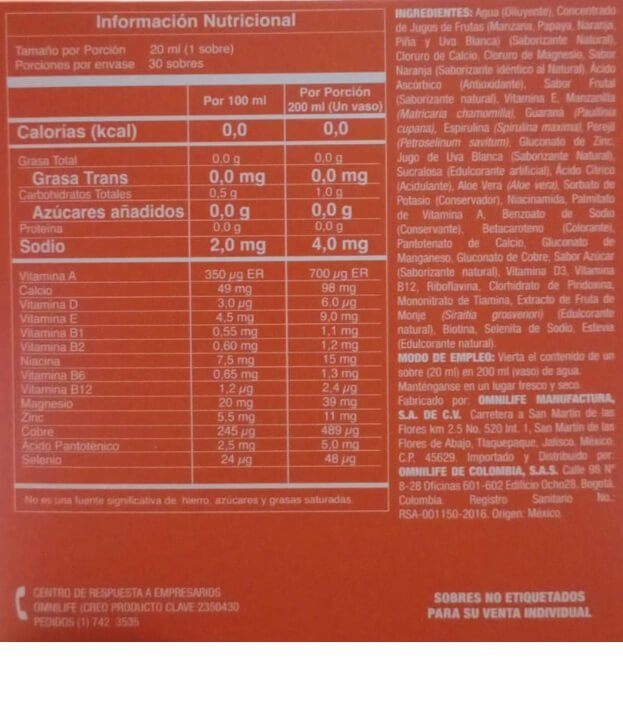 Información Nutricional
Tamaño por Porción 20 ml (1 sobre)
Porciones por envase 30 sobres
Por 100 ml Por Porción 200 ml (Un vaso)
Calorías (kcal) 0,0 0,0
Grasa Total 0,0 g 0,0 g
Grasa Trans 0,0 mg 0,0 mg
Carbohidratos Totales 0,5 g 1,0 g
Azúcares añadidos 0,0 g 0,0 g
Proteína 0,0 g 0,0 g
Sodio 2,0 mg 4,0 mg
Vitamina A 350 µg ER 700 µg ER
Calcio 49 mg 98 mg
Vitamina D 3,0 µg 6,0 µg
Vitamina E 4,5 mg 9,0 mg
Vitamina B1 0,55 mg 1,1 mg
Vitamina B2 0,60 mg 1,2 mg
Niacina 7,5 mg 15 mg
Vitamina B6 0,65 mg 1,3 mg
Vitamina B12 1,2 µg 2,4 µg
Magnesio 20 mg 39 mg
Zinc 5,5 mg 11 mg
Cobre 245 µg 489 µg
Ácido Pantoténico 2,5 mg 5,0 mg
Selenio 24 µg 48 µg
No es una fuente significativa de hierro, azúcares y grasas saturadas.
INGREDIENTES: Agua (Diluyente), Concentrado
de Jugos de Frutas (Manzana, Papaya, Naranja,
Piña y Uva Blanca) (Saborizante Natural),
Cloruro de Calcio, Cloruro de Magnesio, Sabor
Naranja (Saborizante idéntico al Natural), Ácido
Ascórbico (Antioxidante), Sabor Frutal
(Saborizante natural), Vitamina E, Manzanilla
(Matricaria chamomilla), Guaraná (Paullinia
cupana), Espirulina (Spirulina maxima), Perejil
(Petroselinum savitum), Gluconato de Zinc,
Jugo de Uva Blanca (Saborizante Natural),
Sucralosa (Edulcorante artificial), Ácido Cítrico
(Acidulante), Aloe Vera (Aloe vera), Sorbato de
Potasio (Conservador), Niacinamida, Palmitato
de Vitamina A, Benzoato de Sodio
(Conservante), Betacaroteno (Colorante),
Pantotenato de Calcio, Gluconato de
Manganeso, Gluconato de Cobre, Sabor Azúcar
(Saborizante natural), Vitamina D3, Vitamina
B12, Riboflavina, Clorhidrato de Piridoxina,
Mononitrato de Tiamina, Extracto de Fruta de
Monje (Siraitia grosvenori) (Edulcorante
natural), Biotina, Selenita de Sodio, Estevia
(Edulcorante natural).
MODO DE EMPLEO: Vierta el contenido de un
sobre (20 ml) en 200 ml (vaso) de agua.
Manténganse en un lugar fresco y seco.
Fabricado por: OMNILIFE MANUFACTURA,
S.A. DE C.V. Carretera a San Martín de las
Flores km 2.5 No. 520 Int. 1, San Martín de las
Flores de Abajo, Tlaquepaque, Jalisco, México.
C.P. 45629. Importado y Distribuido por:
OMNILIFE DE COLOMBIA, S.A.S. Calle 98 Nº
8-28 Oficinas 601-602 Edificio Ocho28. Bogotá,
Colombia. Registro Sanitario No.:
RSA-001150-2016. Origen: México.
CENTRO DE RESPUESTA A EMPRESARIOS
OMNILIFE (CREO PRODUCTO CLAVE 2350430
PEDIDOS (1) 742 3535
SOBRES NO ETIQUETADOS
PARA SU VENTA INDIVIDUAL